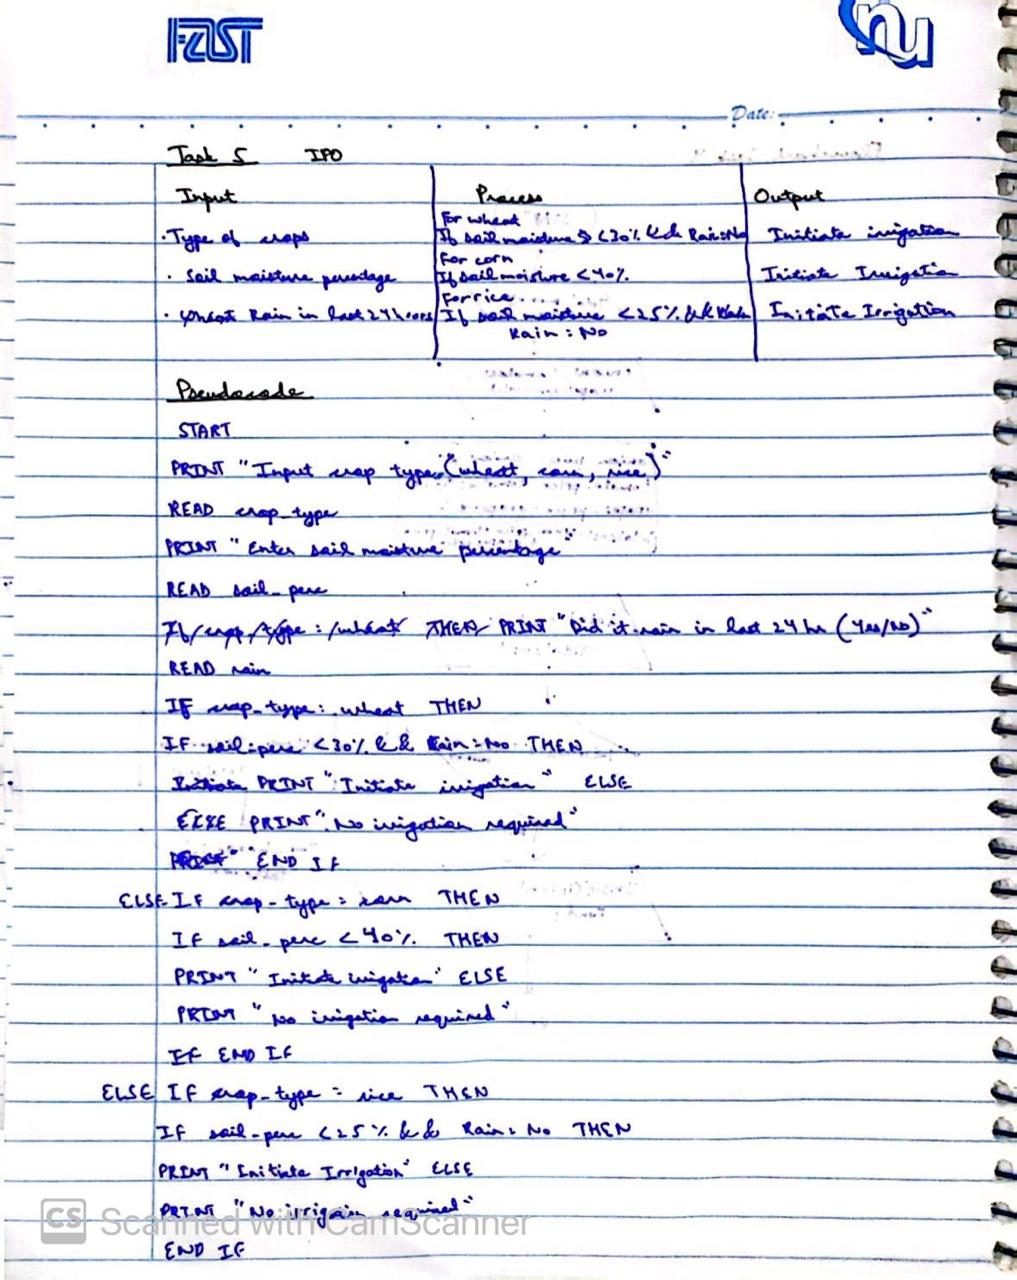 FAST
nu
Date:
Task 5 IPO
Input Process Output
For wheat
· Type of crops If soil moisture <30% && Rain:No Initiate irrigation
For corn
· Soil moisture percentage If soil moisture <40% Initiate Irrigation
For rice
· Rain in last 24 hours If soil moisture <25% && Initiate Irrigation
Rain : No
Pseudocode
START
PRINT "Input crop type (wheat, corn, rice)"
READ crop_type
PRINT "Enter soil moisture percentage"
READ soil_perc
If crop type : wheat THEN PRINT "Did it rain in last 24 hr (Yes/No)"
READ rain
IF crop_type: wheat THEN
IF soil_perc <30% && Rain:No THEN
Initiate PRINT "Initiate irrigation" ELSE
ELSE PRINT "No irrigation required"
PRINT" END IF
ELSE IF crop_type : corn THEN
IF soil_perc <40% THEN
PRINT "Initiate irrigation" ELSE
PRINT "No irrigation required"
IF END IF
ELSE IF crop_type = rice THEN
IF soil_perc <25% && Rain: No THEN
PRINT "Initiate Irrigation" ELSE
PRINT "No irrigain required"
END IF
CS Scanned with CamScanner